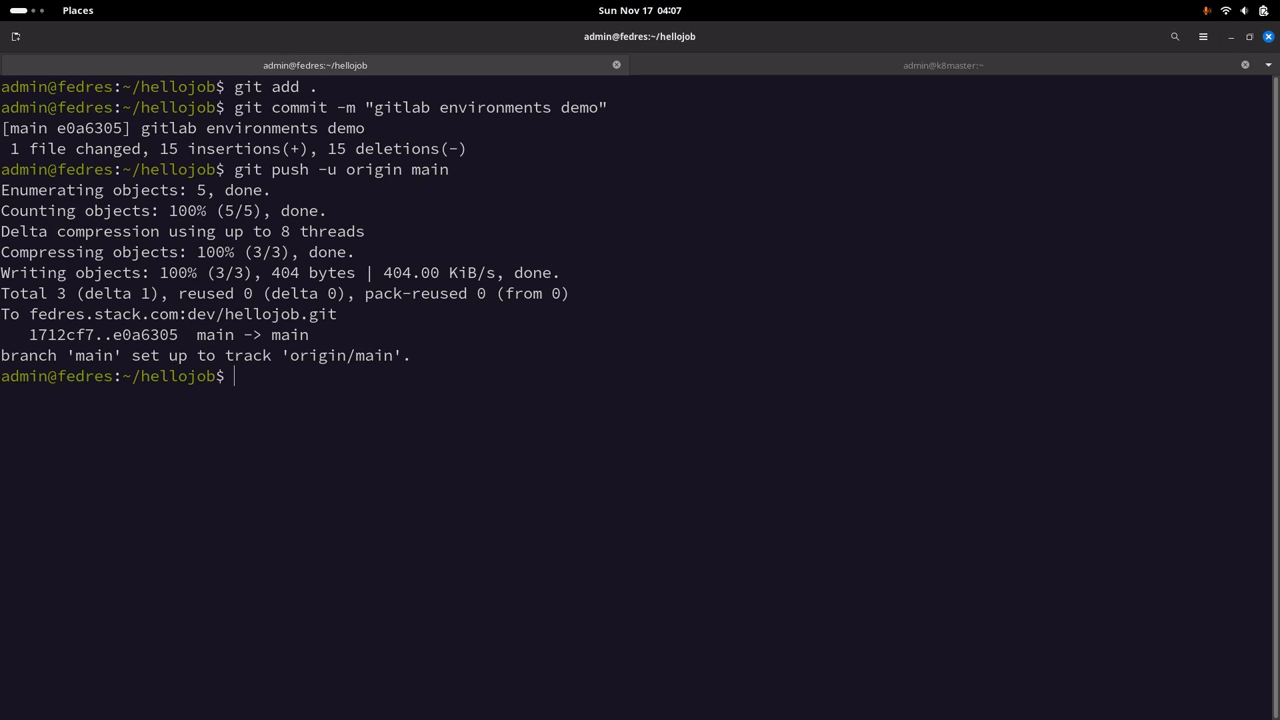 Places
Sun Nov 17 04:07
admin@fedres:~/hellojob
admin@fedres:~/hellojob
admin@k8master:~
admin@fedres:~/hellojob$ git add .
admin@fedres:~/hellojob$ git commit -m "gitlab environments demo"
[main e0a6305] gitlab environments demo
 1 file changed, 15 insertions(+), 15 deletions(-)
admin@fedres:~/hellojob$ git push -u origin main
Enumerating objects: 5, done.
Counting objects: 100% (5/5), done.
Delta compression using up to 8 threads
Compressing objects: 100% (3/3), done.
Writing objects: 100% (3/3), 404 bytes | 404.00 KiB/s, done.
Total 3 (delta 1), reused 0 (delta 0), pack-reused 0 (from 0)
To fedres.stack.com:dev/hellojob.git
   1712cf7..e0a6305  main -> main
branch 'main' set up to track 'origin/main'.
admin@fedres:~/hellojob$